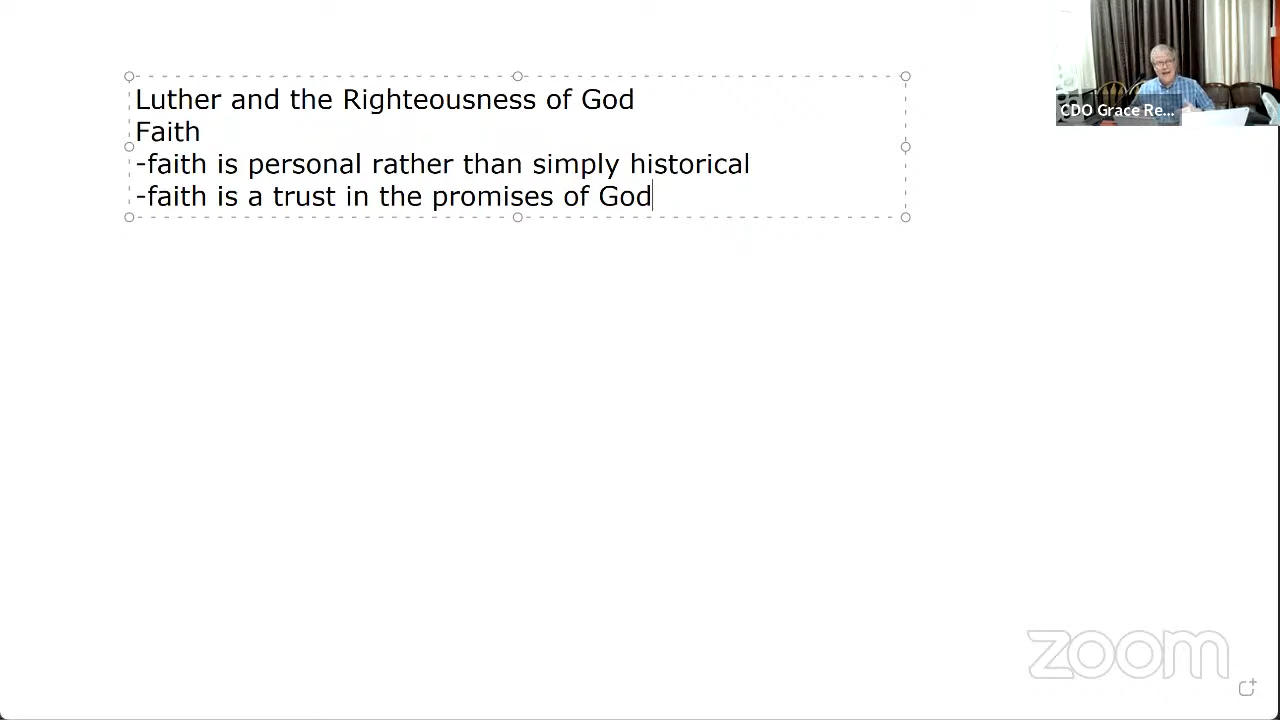 Luther and the Righteousness of God
Faith
-faith is personal rather than simply historical
-faith is a trust in the promises of God
CDO Grace Re...
zoom